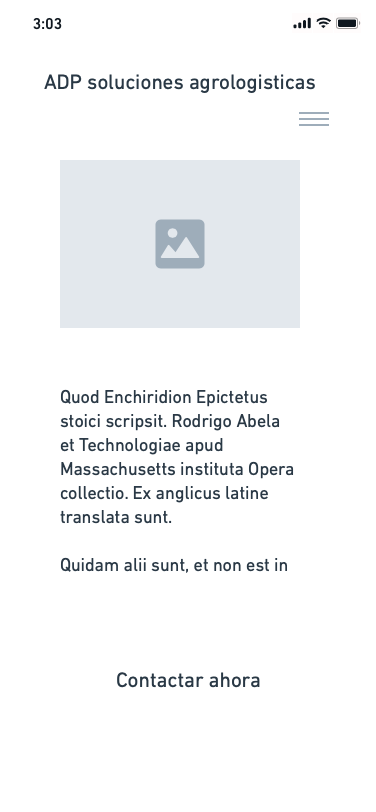 3:03
ADP soluciones agrologisticas
Quod Enchiridion Epictetus
stoici scripsit. Rodrigo Abela
et Technologiae apud
Massachusetts instituta Opera
collectio. Ex anglicus latine
translata sunt.
Quidam alii sunt, et non est in
Contactar ahora